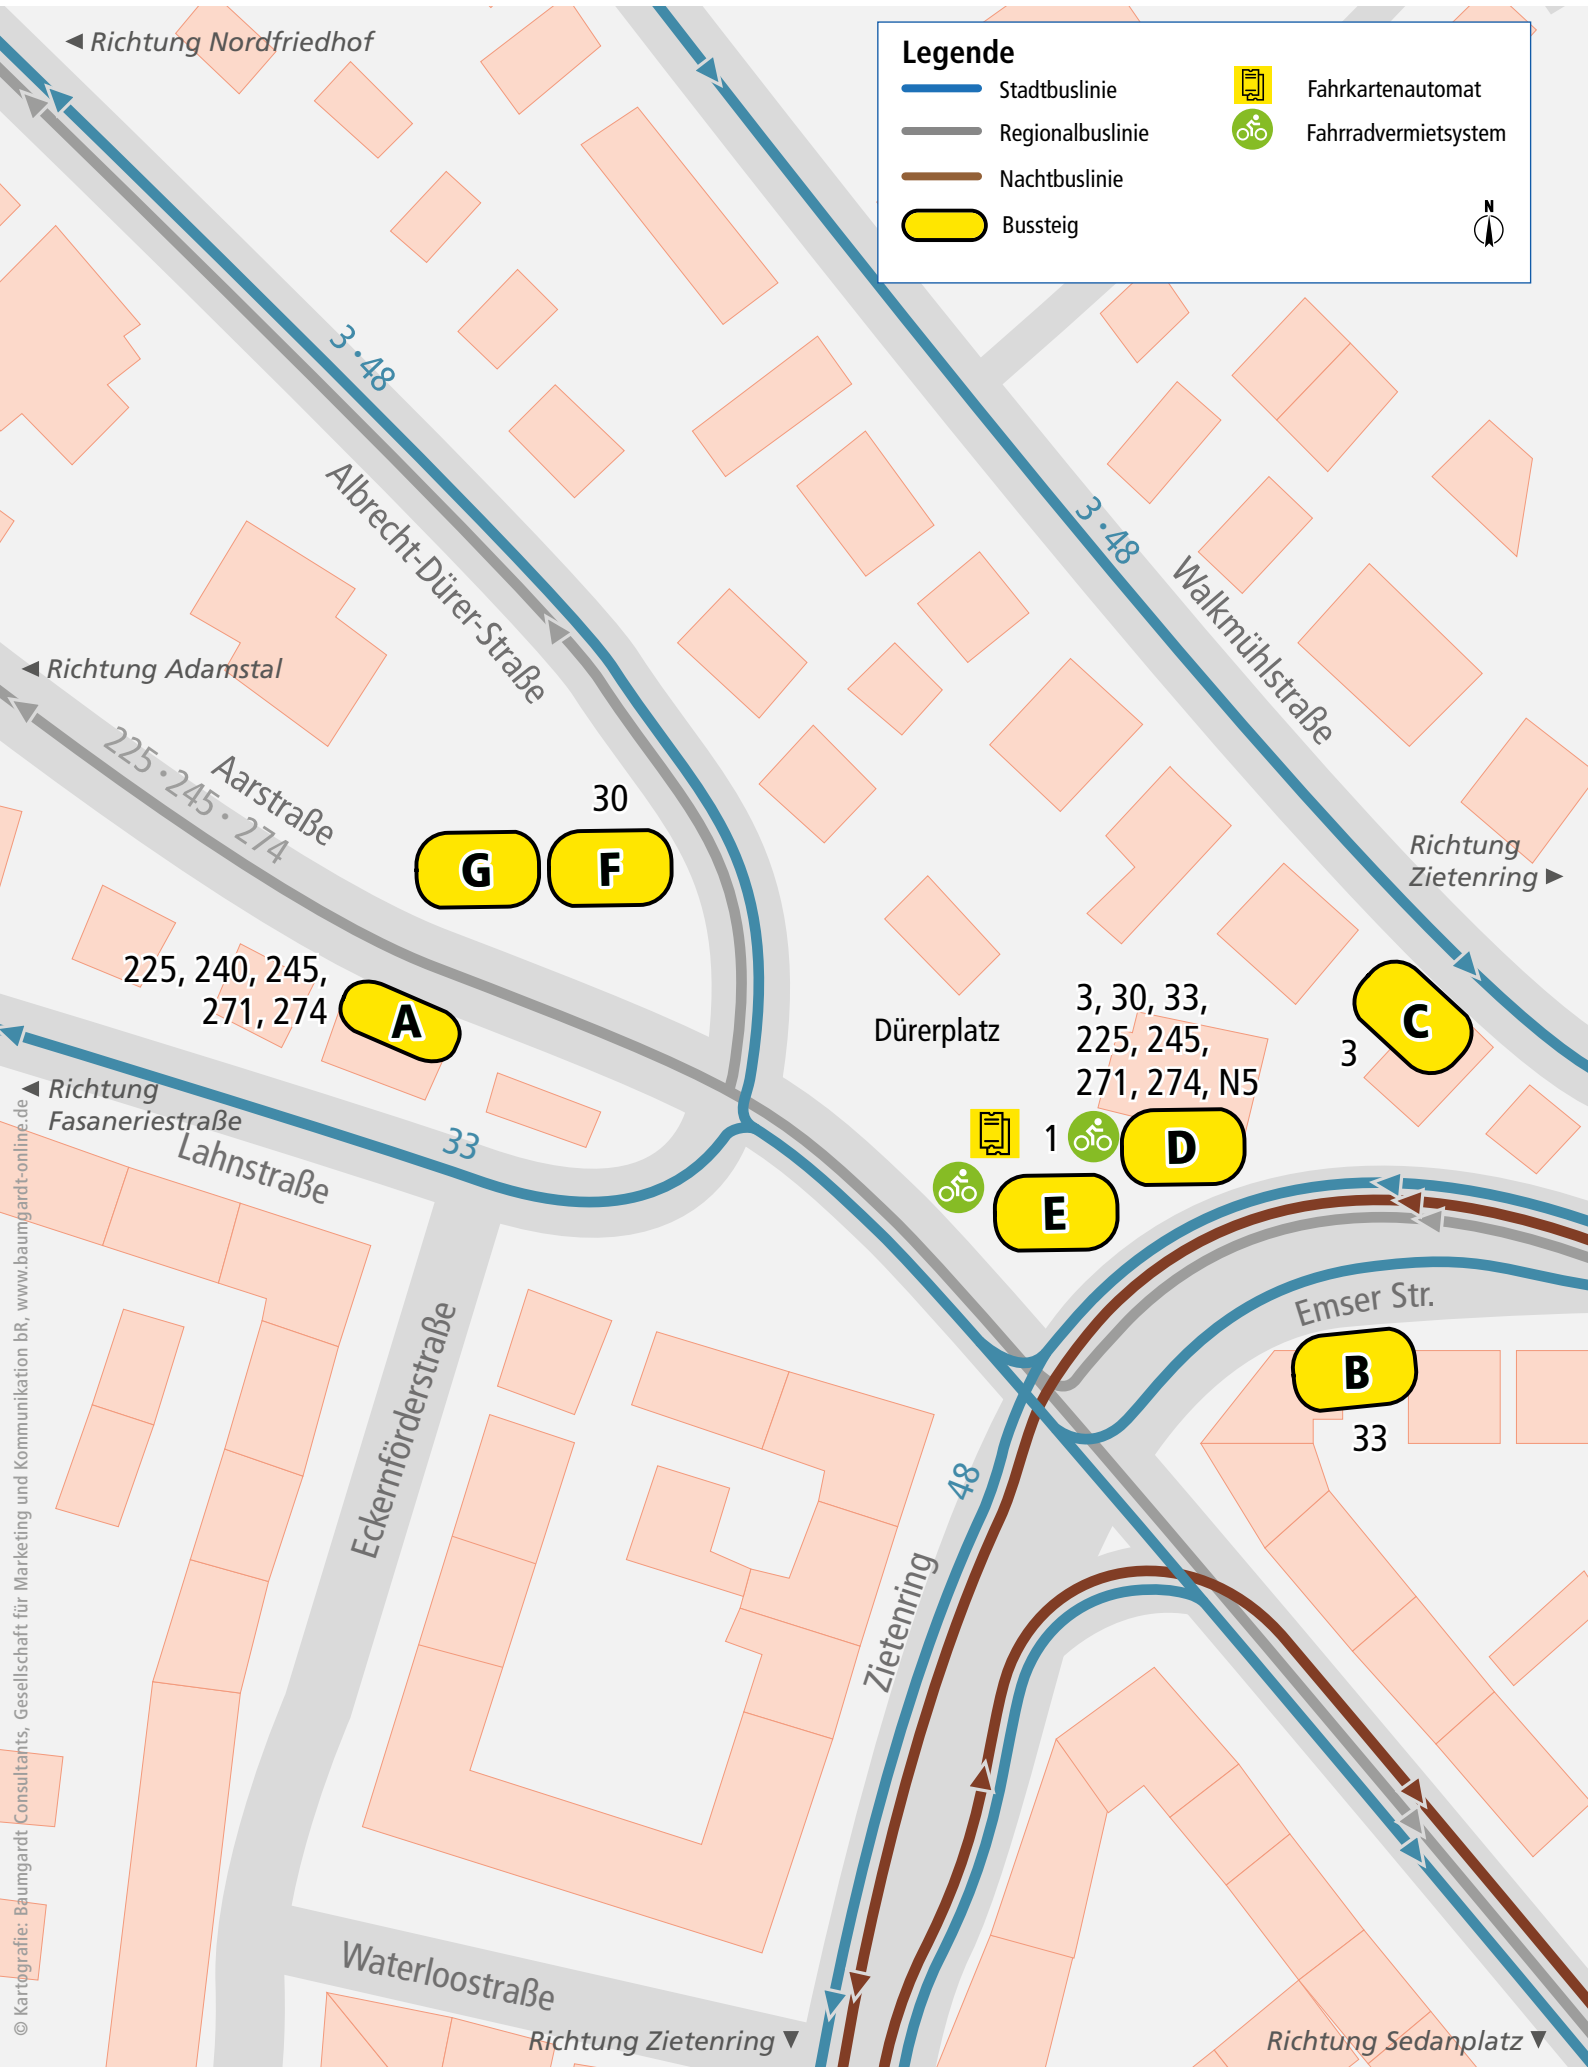 ◄ Richtung Nordfriedhof
Legende
Stadtbuslinie
Regionalbuslinie
Nachtbuslinie
Bussteig
Fahrkartenautomat
Fahrradvermietsystem
N
3 • 48
Albrecht-Dürer-Straße
3 • 48
Walkmühlstraße
◄ Richtung Adamstal
225 • 245 • 274
Aarstraße
30
G
F
Richtung
Zietenring ►
225, 240, 245,
271, 274
A
Dürerplatz
3, 30, 33,
225, 245,
271, 274, N5
C
3
◄ Richtung
Fasaneriestraße
33
Lahnstraße
1
D
E
Emser Str.
B
33
Eckernförderstraße
48
Zietenring
Waterloostraße
Richtung Zietenring ▼
Richtung Sedanplatz ▼
© Kartografie: Baumgardt Consultants, Gesellschaft für Marketing und Kommunikation bR, www.baumgardt-online.de